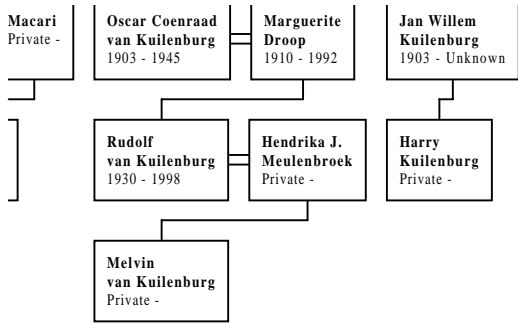 Macari
Private -
Oscar Coenraad
van Kuilenburg
1903 - 1945
Marguerite
Droop
1910 - 1992
Jan Willem
Kuilenburg
1903 - Unknown
Rudolf
van Kuilenburg
1930 - 1998
Hendrika J.
Meulenbroek
Private -
Harry
Kuilenburg
Private -
Melvin
van Kuilenburg
Private -